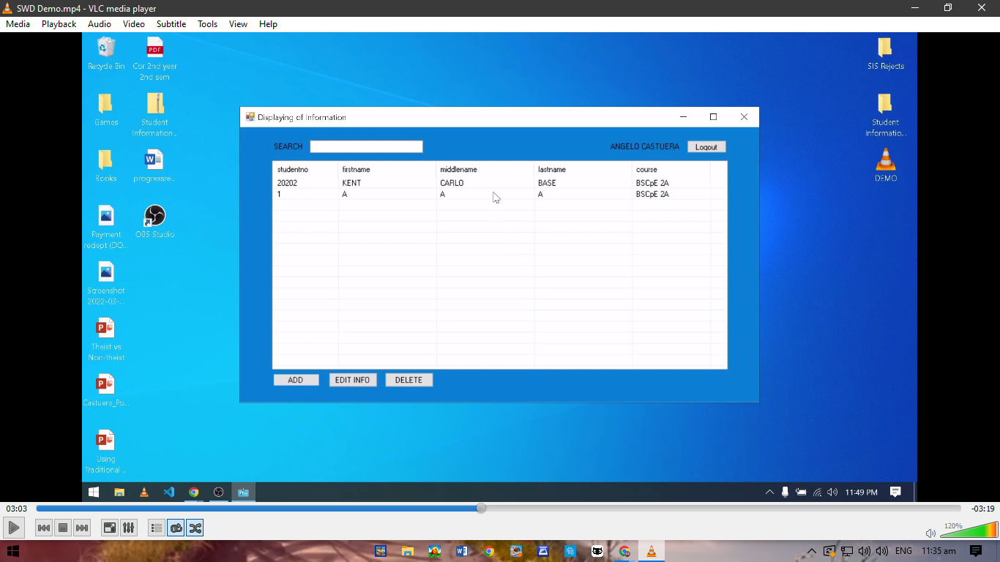 SWD Demo.mp4 - VLC media player
Media Playback Audio Video Subtitle Tools View Help
Recycle Bin
Cor 2nd year
2nd sem
Games
Student
Information...
Books
progressre...
Payment
redept (DO...
OBS Studio
Screenshot
2022-03-...
Theist vs
Non-theist
Castuera_Po...
Using
Traditional ...
SIS Rejects
Student
Informatio...
DEMO
Displaying of Information
SEARCH
ANGELO CASTUERA Logout
studentno firstname middlename lastname course
20202 KENT CARLO BASE BSCpE 2A
1 A A A BSCpE 2A
ADD EDIT INFO DELETE
11:49 PM
03:03 -03:19
120%
ENG 11:35 am